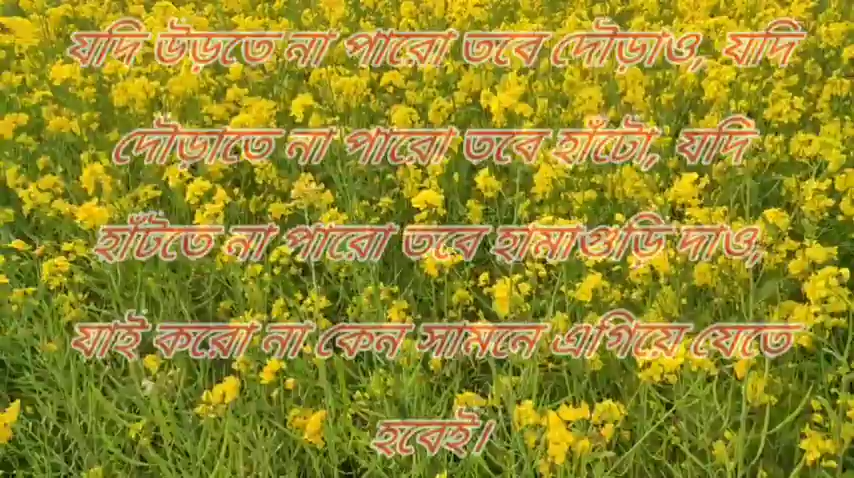 যদি উড়তে না পারো তবে দৌড়াও, যদি
দৌড়াতে না পারো তবে হাঁটো, যদি
হাঁটতে না পারো তবে হামাগুড়ি দাও,
যাই করো না কেন সামনে এগিয়ে যেতে
হবেই।